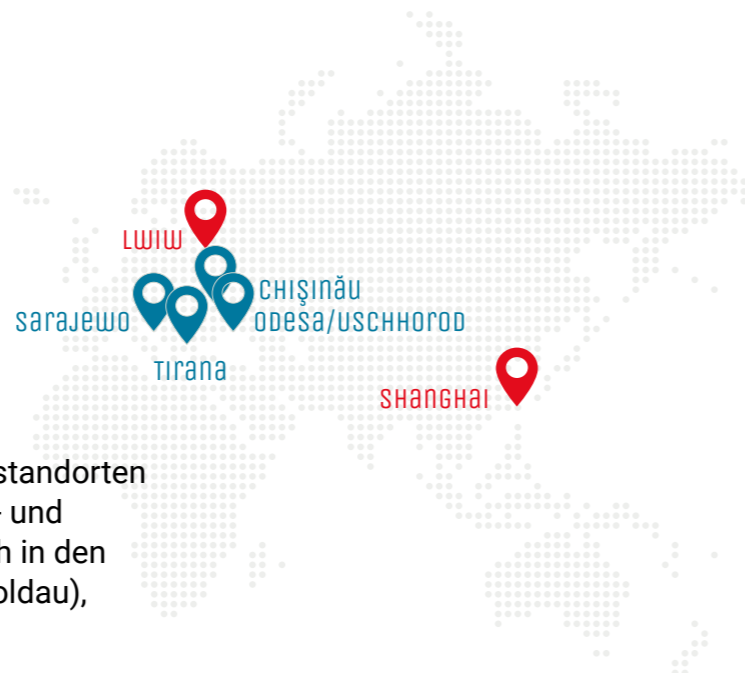 LWIW
CHIŞINĂU
SARAJEWO
ODESA/USCHHOROD
TIRANA
SHANGHAI
standorten
- und
h in den
oldau),